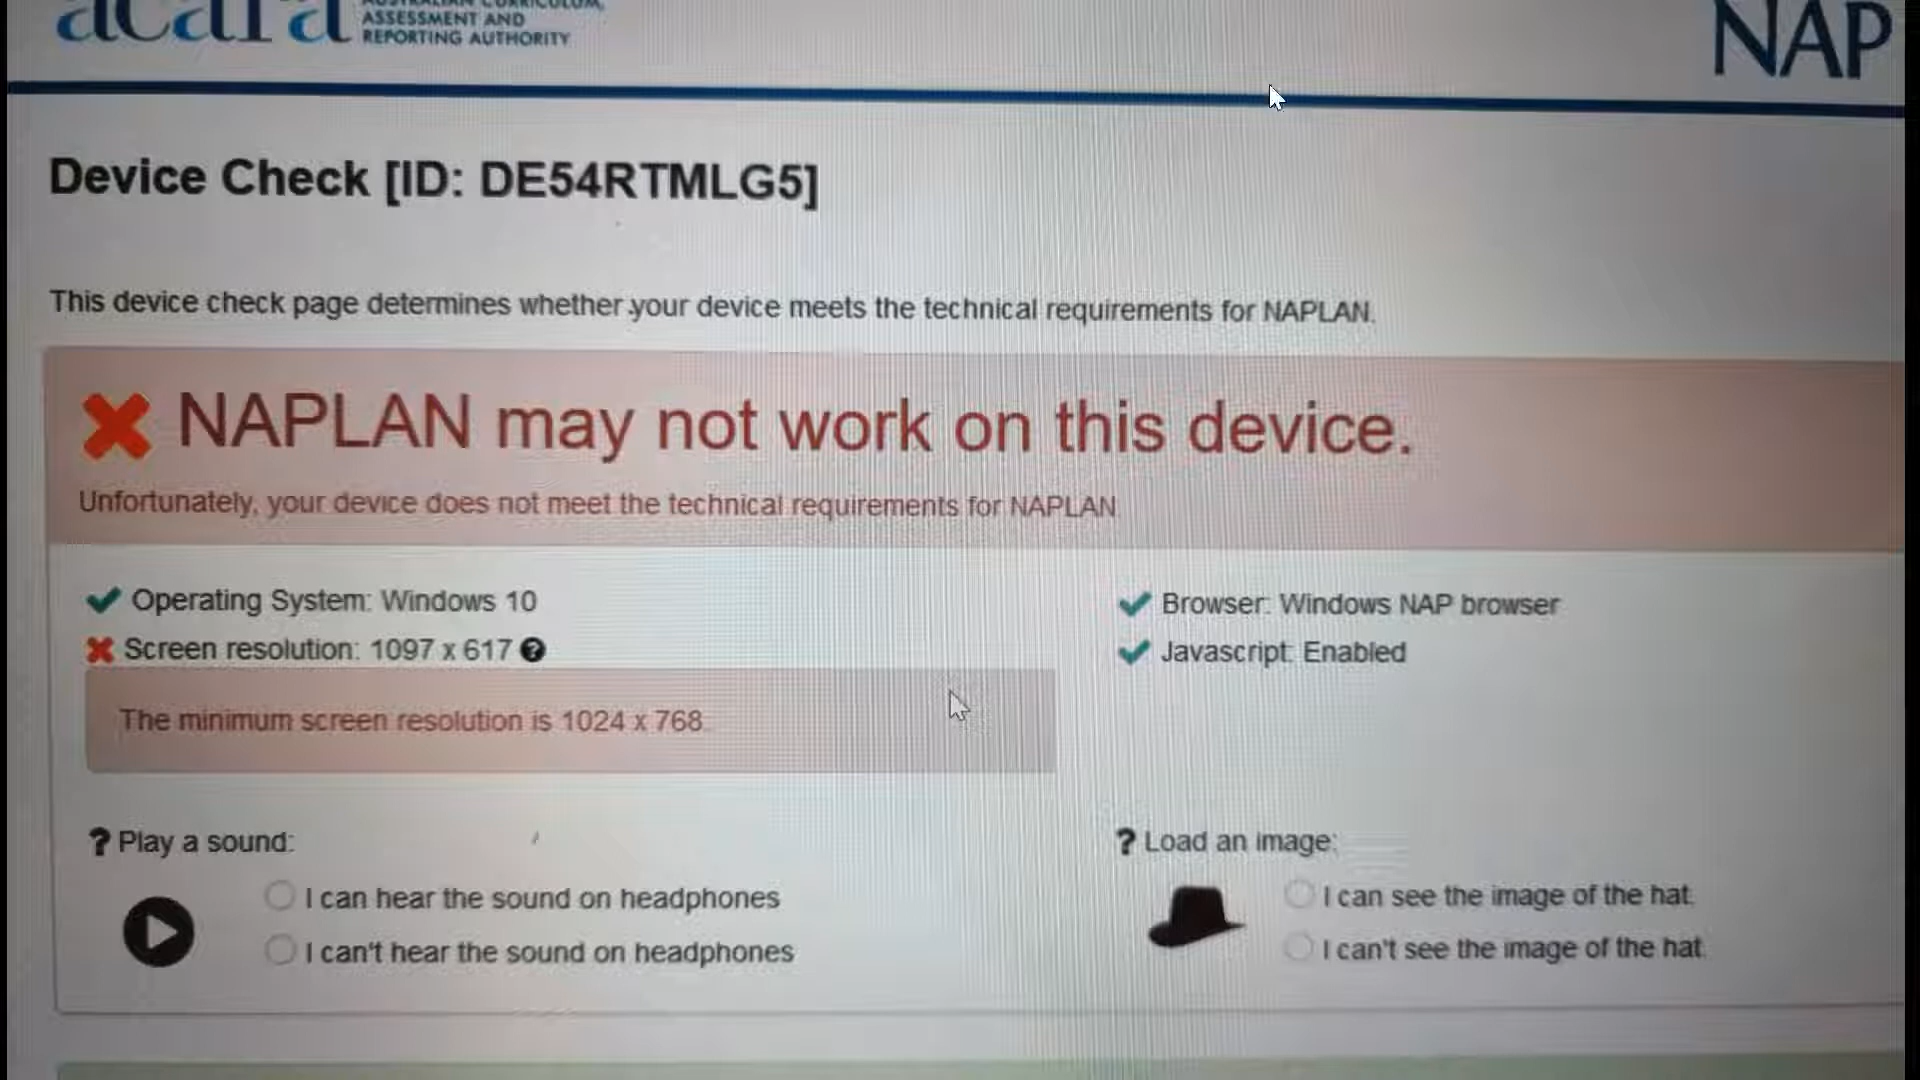 acara
ASSESSMENT AND
REPORTING AUTHORITY
NAP
Device Check [ID: DE54RTMLG5]
This device check page determines whether your device meets the technical requirements for NAPLAN.
NAPLAN may not work on this device.
Unfortunately, your device does not meet the technical requirements for NAPLAN
Operating System: Windows 10
Browser: Windows NAP browser
Screen resolution: 1097 x 617 ?
Javascript: Enabled
The minimum screen resolution is 1024 x 768.
? Play a sound:
? Load an image:
I can hear the sound on headphones
I can see the image of the hat.
I can't hear the sound on headphones
I can't see the image of the hat.